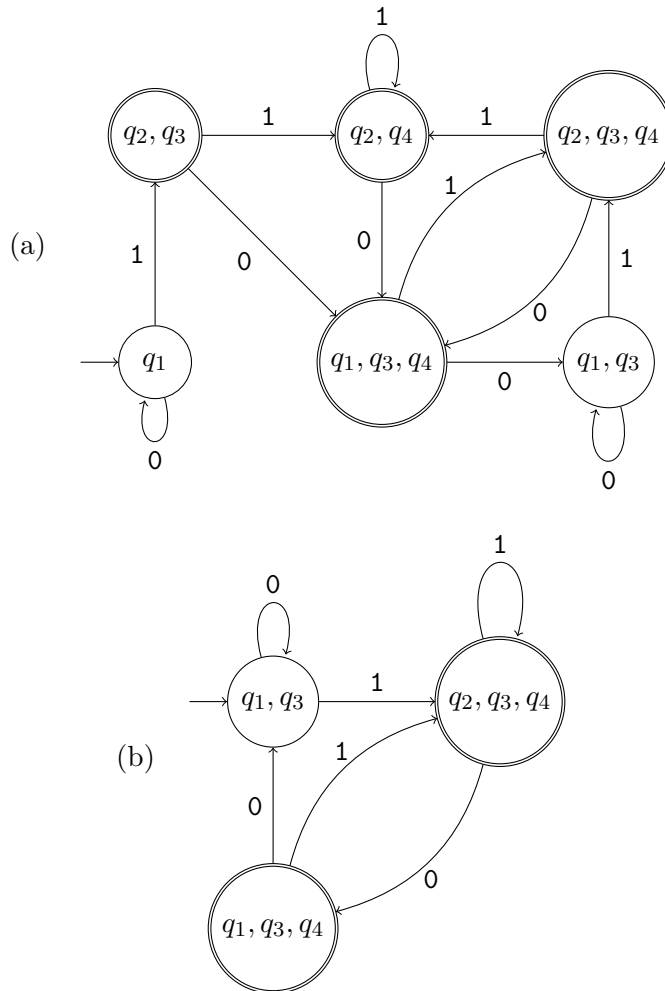 1
q₂, q₃ 1 q₂, q₄ 1 q₂, q₃, q₄
1
(a) 1 0 0 0 1
q₁ q₁, q₃, q₄ 0 q₁, q₃
0 0
0 1
q₁, q₃ 1 q₂, q₃, q₄
(b) 1
0 0
q₁, q₃, q₄